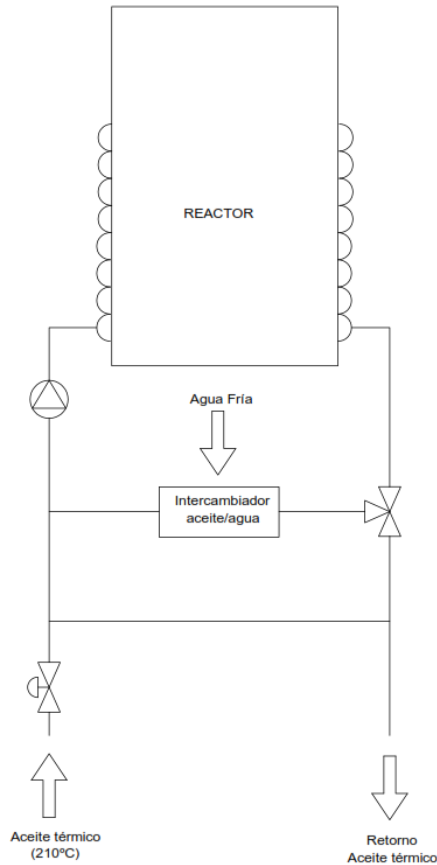 REACTOR
Agua Fría
Intercambiador
aceite/agua
Aceite térmico
(210ºC)
Retorno
Aceite térmico